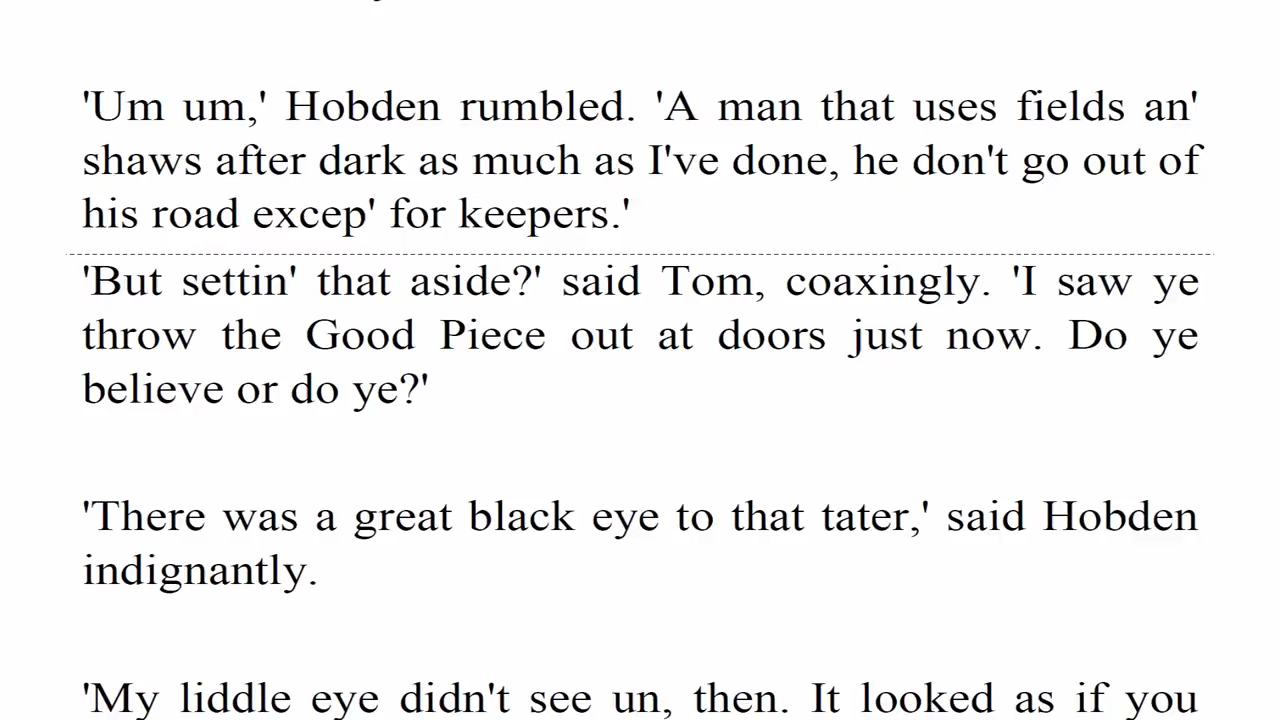 'Um um,' Hobden rumbled. 'A man that uses fields an'
shaws after dark as much as I've done, he don't go out of
his road excep' for keepers.'
'But settin' that aside?' said Tom, coaxingly. 'I saw ye
throw the Good Piece out at doors just now. Do ye
believe or do ye?'
'There was a great black eye to that tater,' said Hobden
indignantly.
'My liddle eye didn't see un, then. It looked as if you